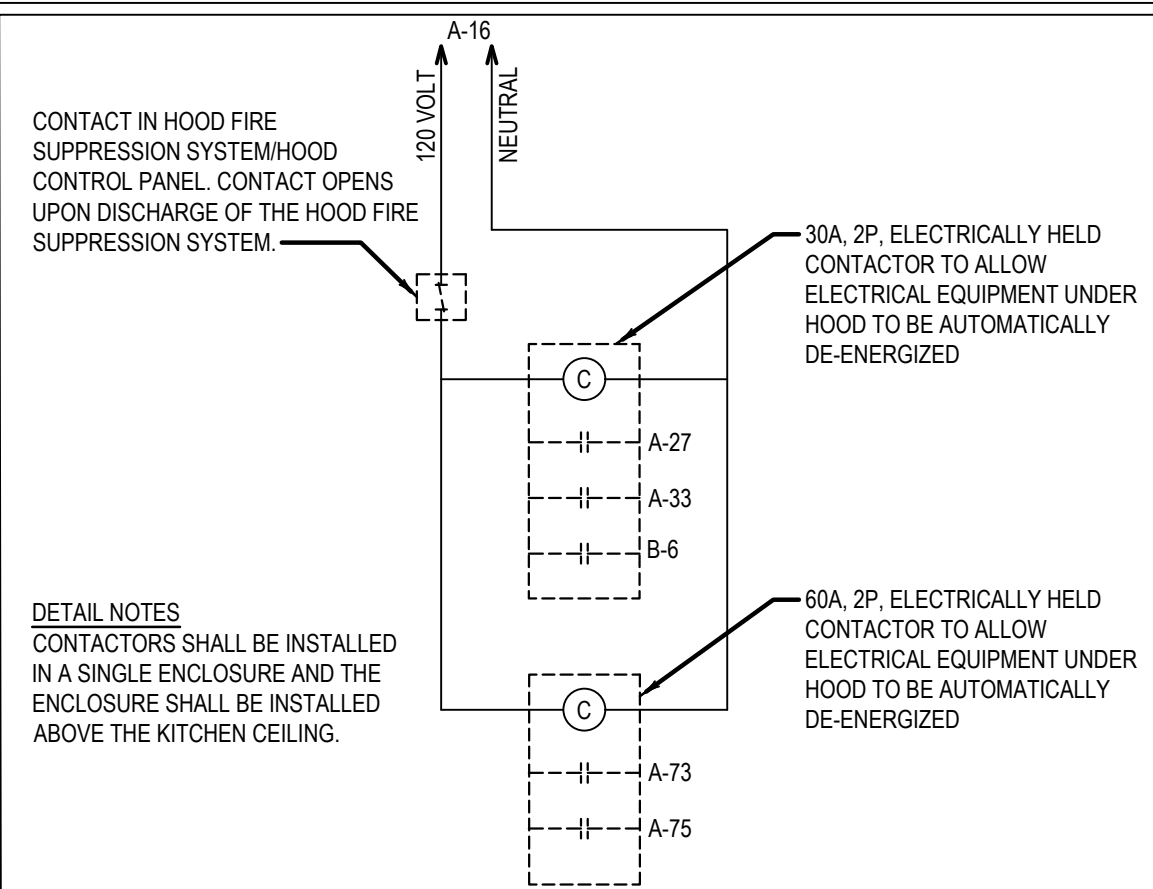 A-16
120 VOLT
NEUTRAL
CONTACT IN HOOD FIRE
SUPPRESSION SYSTEM/HOOD
CONTROL PANEL. CONTACT OPENS
UPON DISCHARGE OF THE HOOD FIRE
SUPPRESSION SYSTEM.
30A, 2P, ELECTRICALLY HELD
CONTACTOR TO ALLOW
ELECTRICAL EQUIPMENT UNDER
HOOD TO BE AUTOMATICALLY
DE-ENERGIZED
C
A-27
A-33
B-6
DETAIL NOTES
CONTACTORS SHALL BE INSTALLED
IN A SINGLE ENCLOSURE AND THE
ENCLOSURE SHALL BE INSTALLED
ABOVE THE KITCHEN CEILING.
60A, 2P, ELECTRICALLY HELD
CONTACTOR TO ALLOW
ELECTRICAL EQUIPMENT UNDER
HOOD TO BE AUTOMATICALLY
DE-ENERGIZED
C
A-73
A-75